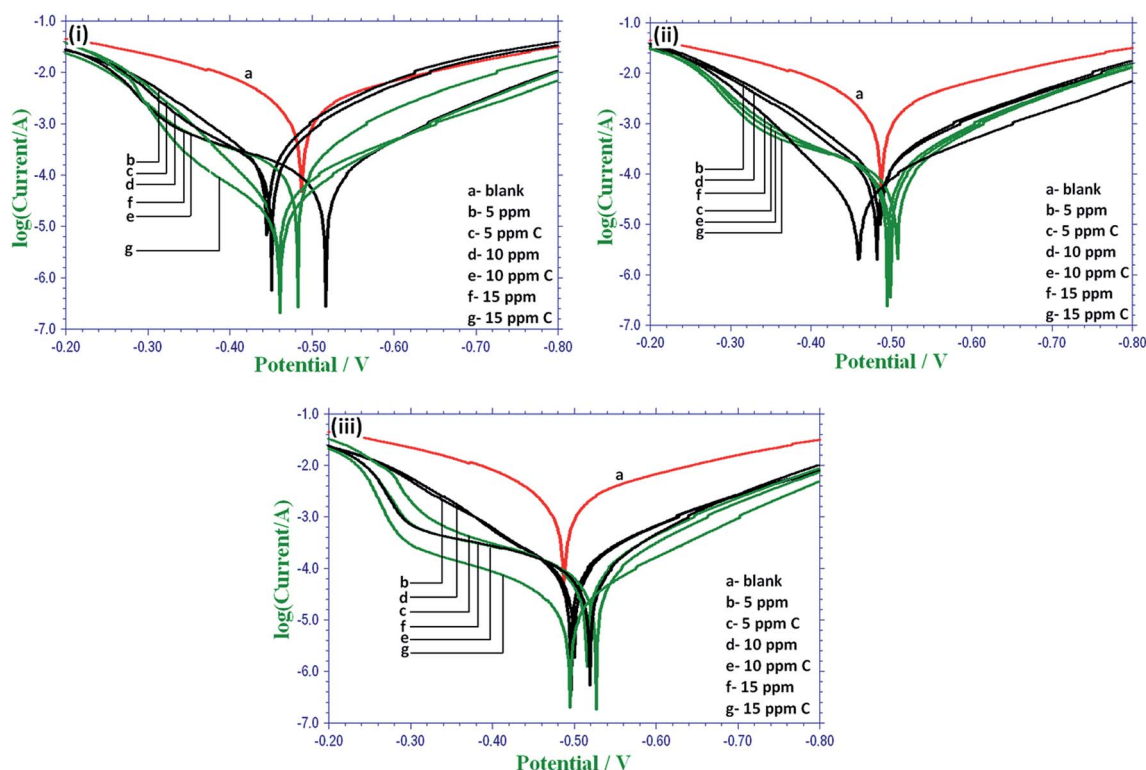 (i)
-1.0
-2.0
-3.0
-4.0
-5.0
-6.0
-7.0
log(Current/A)
a
b
c
d
f
e
g
a- blank
b- 5 ppm
c- 5 ppm C
d- 10 ppm
e- 10 ppm C
f- 15 ppm
g- 15 ppm C
-0.20 -0.30 -0.40 -0.50 -0.60 -0.70 -0.80
Potential / V
(ii)
-1.0
-2.0
-3.0
-4.0
-5.0
-6.0
-7.0
log(Current/A)
a
b
d
f
c
e
g
a- blank
b- 5 ppm
c- 5 ppm C
d- 10 ppm
e- 10 ppm C
f- 15 ppm
g- 15 ppm C
-0.20 -0.30 -0.40 -0.50 -0.60 -0.70 -0.80
Potential / V
(iii)
-1.0
-2.0
-3.0
-4.0
-5.0
-6.0
-7.0
log(Current/A)
a
b
d
c
f
e
g
a- blank
b- 5 ppm
c- 5 ppm C
d- 10 ppm
e- 10 ppm C
f- 15 ppm
g- 15 ppm C
-0.20 -0.30 -0.40 -0.50 -0.60 -0.70 -0.80
Potential / V